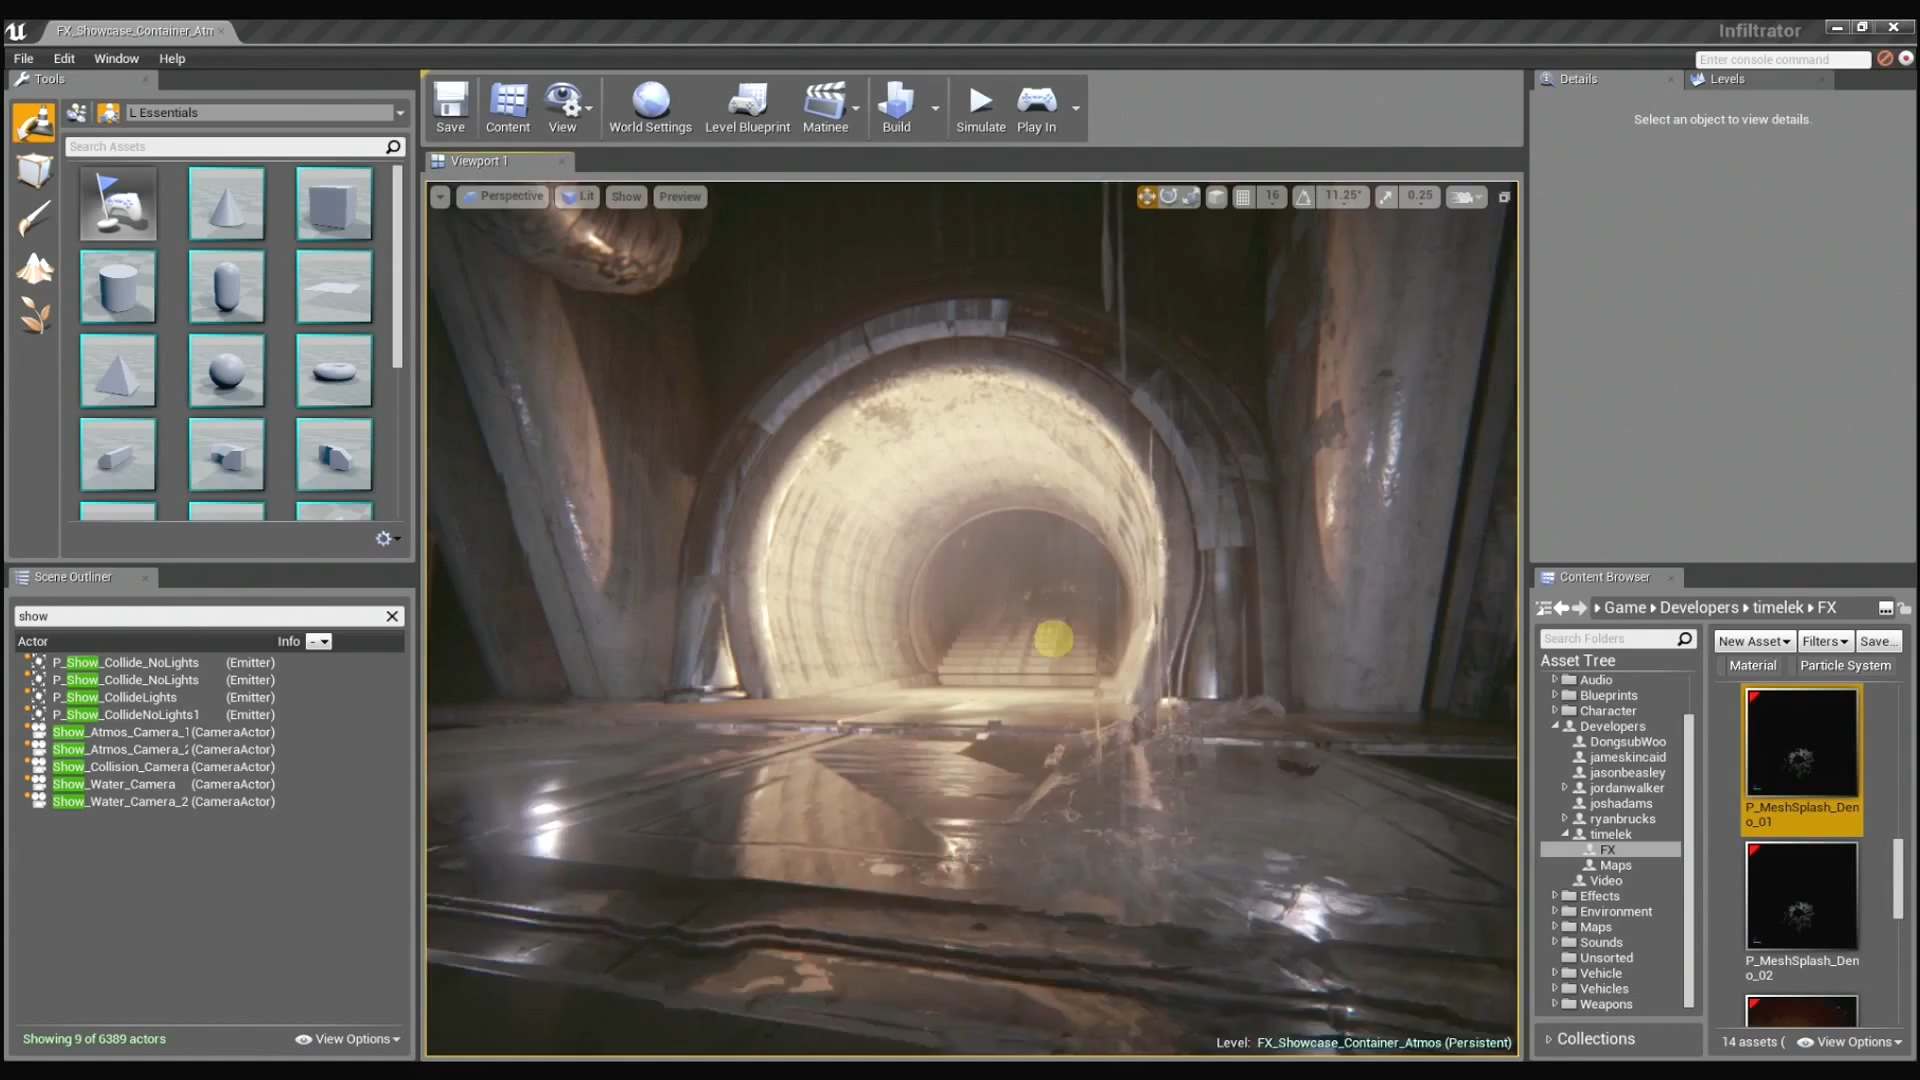 FX_Showcase_Container_Atm
Infiltrator
File Edit Window Help
Enter console command
Tools
L Essentials
Search Assets
Save
Content
View
World Settings
Level Blueprint
Matinee
Build
Simulate
Play In
Viewport 1
Perspective
Lit
Show
Preview
16
11.25°
0.25
Details
Levels
Select an object to view details.
Scene Outliner
show
Actor Info -
P_Show_Collide_NoLights (Emitter)
P_Show_Collide_NoLights (Emitter)
P_Show_CollideLights (Emitter)
P_Show_CollideNoLights1 (Emitter)
Show_Atmos_Camera_1 (CameraActor)
Show_Atmos_Camera_2 (CameraActor)
Show_Collision_Camera (CameraActor)
Show_Water_Camera (CameraActor)
Show_Water_Camera_2 (CameraActor)
Showing 9 of 6389 actors
View Options
Level: FX_Showcase_Container_Atmos (Persistent)
Content Browser
Game Developers timelek FX
Search Folders
Asset Tree
Audio
Blueprints
Character
Developers
DongsubWoo
jameskincaid
jasonbeasley
jordanwalker
joshadams
ryanbrucks
timelek
FX
Maps
Video
Effects
Environment
Maps
Sounds
Unsorted
Vehicle
Vehicles
Weapons
Collections
New Asset Filters Save...
Material Particle System
P_MeshSplash_Den
o_01
P_MeshSplash_Den
o_02
14 assets (
View Options